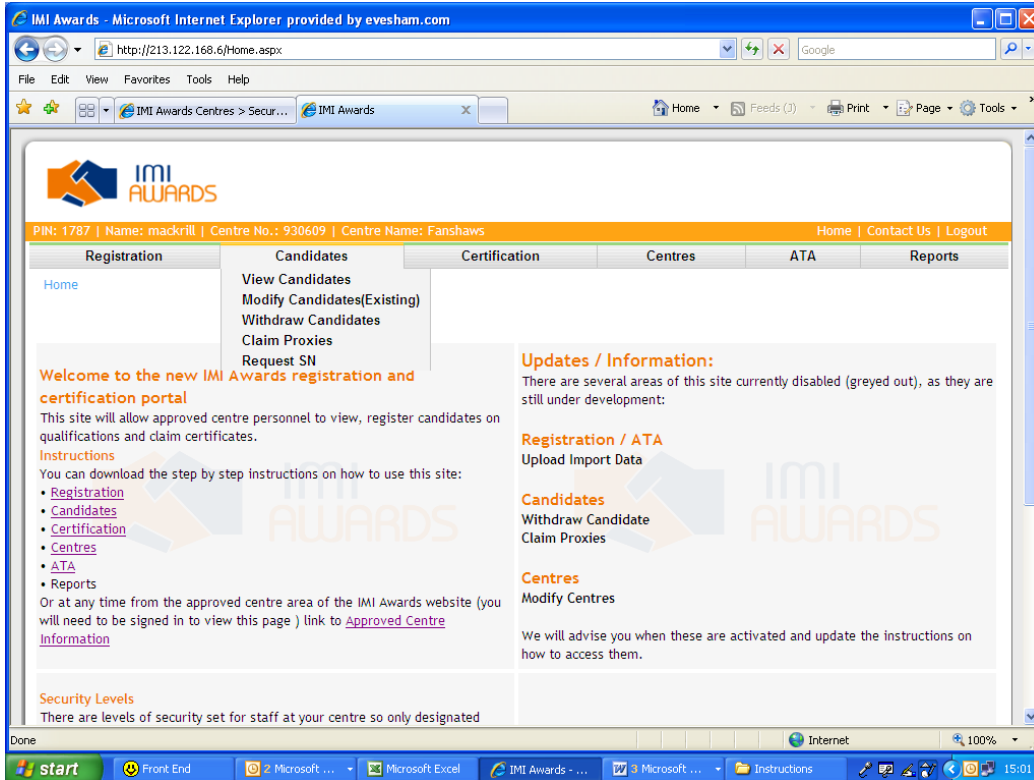 IMI Awards - Microsoft Internet Explorer provided by evesham.com
http://213.122.168.6/Home.aspx
Google
File Edit View Favorites Tools Help
IMI Awards Centres > Secur...
IMI Awards
Home
Feeds (J)
Print
Page
Tools
IMI
AWARDS
PIN: 1787 | Name: mackrill | Centre No.: 930609 | Centre Name: Fanshaws
Home | Contact Us | Logout
Registration Candidates Certification Centres ATA Reports
View Candidates
Modify Candidates(Existing)
Withdraw Candidates
Claim Proxies
Request SN
Home
Welcome to the new IMI Awards registration and
certification portal
This site will allow approved centre personnel to view, register candidates on
qualifications and claim certificates.
Instructions
You can download the step by step instructions on how to use this site:
• Registration
• Candidates
• Certification
• Centres
• ATA
• Reports
Or at any time from the approved centre area of the IMI Awards website (you
will need to be signed in to view this page ) link to Approved Centre
Information
IMI
AWARDS
Updates / Information:
There are several areas of this site currently disabled (greyed out), as they are
still under development:
Registration / ATA
Upload Import Data
Candidates
Withdraw Candidate
Claim Proxies
Centres
Modify Centres
We will advise you when these are activated and update the instructions on
how to access them.
IMI
AWARDS
Security Levels
There are levels of security set for staff at your centre so only designated
Done
Internet
100%
start
Front End
2 Microsoft ...
Microsoft Excel
IMI Awards - ...
3 Microsoft ...
Instructions
15:01